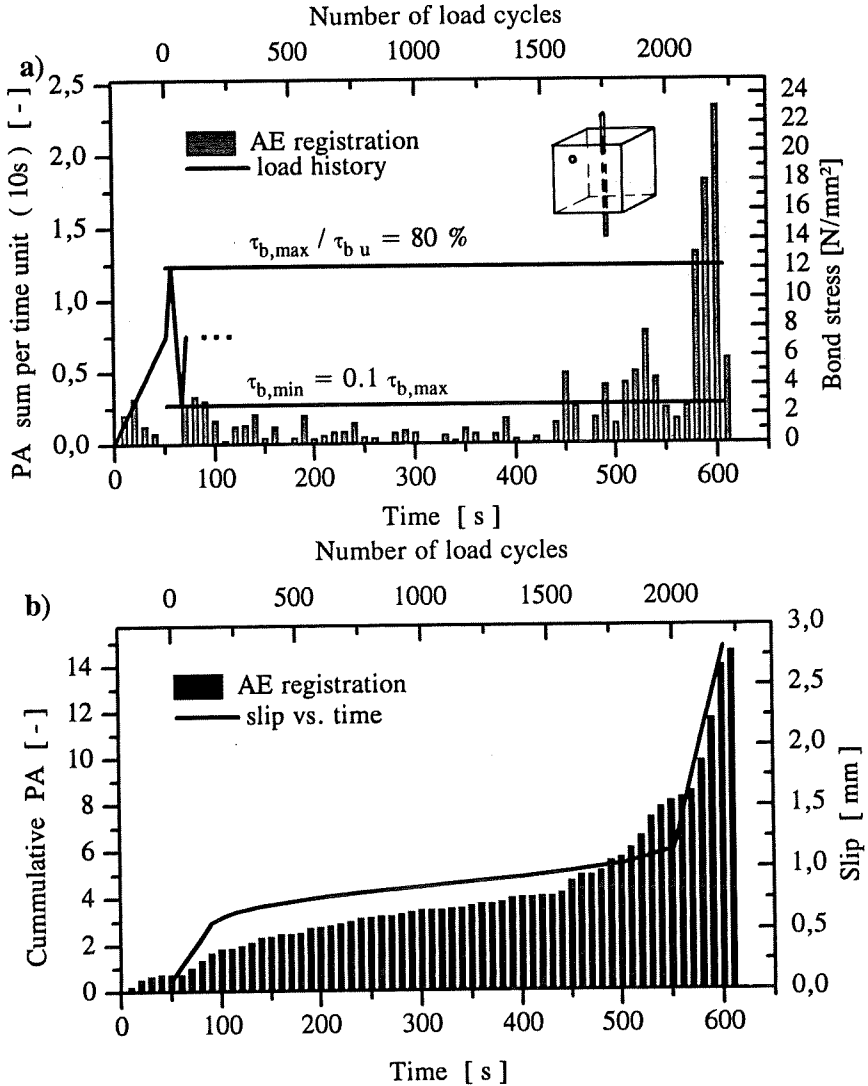 Number of load cycles
0 500 1000 1500 2000
a)
2,5
2,0
1,5
1,0
0,5
0,0
PA sum per time unit (10s) [-]
AE registration
load history
τb,max / τb u = 80 %
τb,min = 0.1 τb,max
24
22
20
18
16
14
12
10
8
6
4
2
0
Bond stress [N/mm²]
0 100 200 300 400 500 600
Time [s]
Number of load cycles
0 500 1000 1500 2000
b)
14
12
10
8
6
4
2
0
Cummulative PA [-]
AE registration
slip vs. time
3,0
2,5
2,0
1,5
1,0
0,5
0,0
Slip [mm]
0 100 200 300 400 500 600
Time [s]